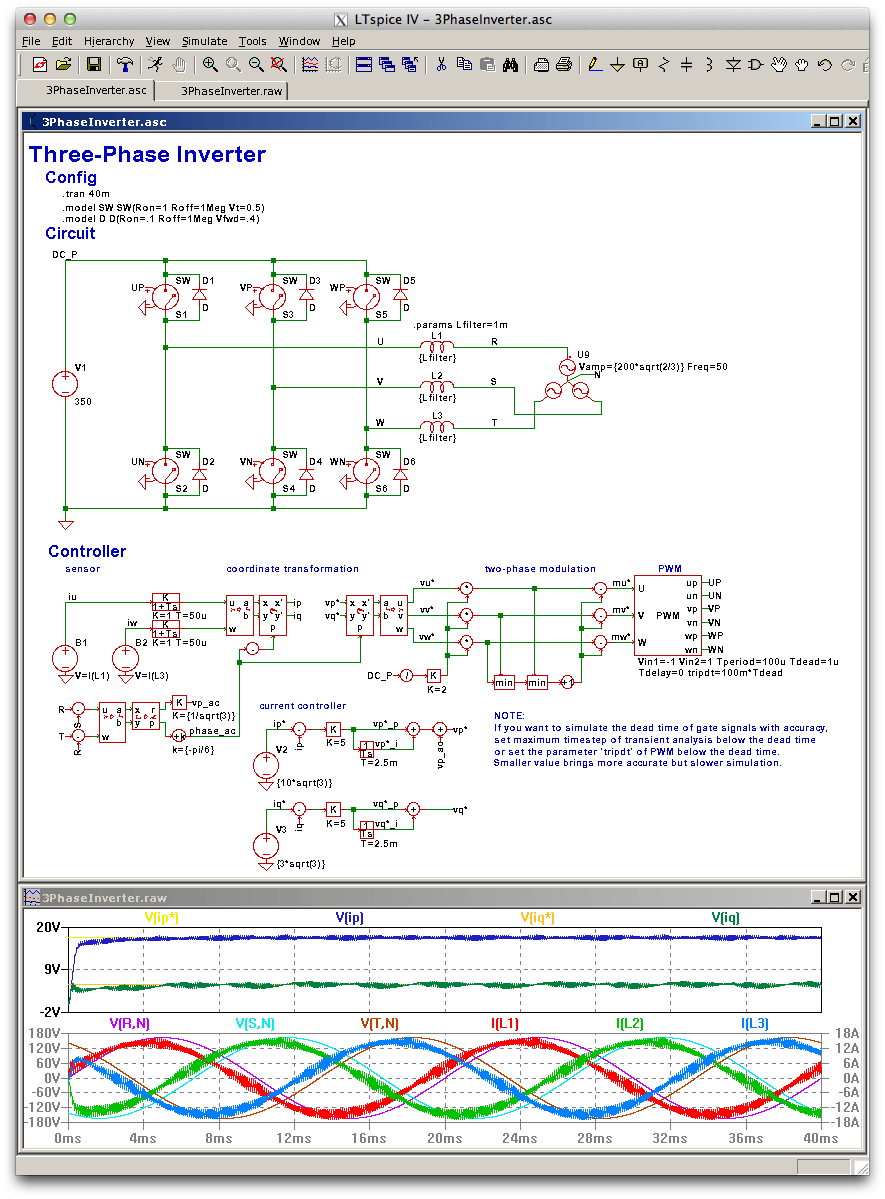 LTspice IV – 3PhaseInverter.asc
File Edit Hierarchy View Simulate Tools Window Help
3PhaseInverter.asc 3PhaseInverter.raw
3PhaseInverter.asc
Three-Phase Inverter
Config
.tran 40m
.model SW SW(Ron=1 Roff=1Meg Vt=0.5)
.model D D(Ron=.1 Roff=1Meg Vfwd=.4)
Circuit
DC_P
SW D1 SW D3 SW D5
UP VP WP
D D D
S1 S3 S5
.params Lfilter=1m
L1
U R
{Lfilter}
U9
V1
Vamp={200*sqrt(2/3)} Freq=50
N
L2
V S
{Lfilter}
350
L3
W T
{Lfilter}
SW SW SW
UN D2 VN D4 WN D6
S2 D S4 D S6 D
Controller
sensor coordinate transformation two-phase modulation PWM
iu
K
1+Ts
K=1 T=50u
iw
K
1+Ts
K=1 T=50u
B1
V=I(L1)
B2
V=I(L3)
u a
w b
x x'
y y'
p
ip
iq
vp*
vq*
x x'
y y'
p
a u
b v
w
vu*
vv*
vw*
DC_P
K
K=2
min min
mu*
mv*
mw*
U
V PWM
W
up UP
un UN
vp VP
vn VN
wp WP
wn WN
Vin1=-1 Vin2=1 Tperiod=100u Tdead=1u
Tdelay=0 tripdt=100m*Tdead
R
S
T
R
u a
w b
x r
y p
K vp_ac
K={1/sqrt(3)}
+k phase_ac
k={-pi/6}
current controller
ip*
ip
K
K=5
vp*_p
vp*_i
1
Ts
T=2.5m
vp_ac
vp*
V2
{10*sqrt(3)}
iq*
iq
K
K=5
vq*_p
vq*_i
1
Ts
T=2.5m
vq*
V3
{3*sqrt(3)}
NOTE:
If you want to simulate the dead time of gate signals with accuracy,
set maximum timestep of transient analysis below the dead time
or set the parameter 'tripdt' of PWM below the dead time.
Smaller value brings more accurate but slower simulation.
3PhaseInverter.raw
V(ip*) V(ip) V(iq*) V(iq)
20V
9V
-2V
V(R,N) V(S,N) V(T,N) I(L1) I(L2) I(L3)
180V 18A
120V 12A
60V 6A
0V 0A
-60V -6A
-120V -12A
-180V -18A
0ms 4ms 8ms 12ms 16ms 20ms 24ms 28ms 32ms 36ms 40ms